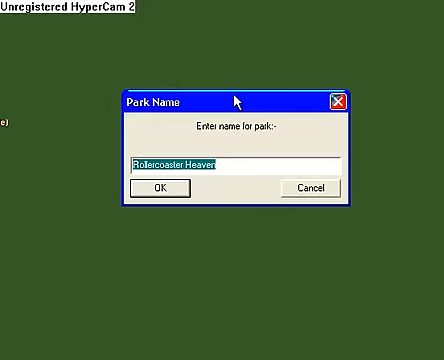 Unregistered HyperCam 2
Park Name
e)
Enter name for park:-
Rollercoaster Heaven
OK
Cancel